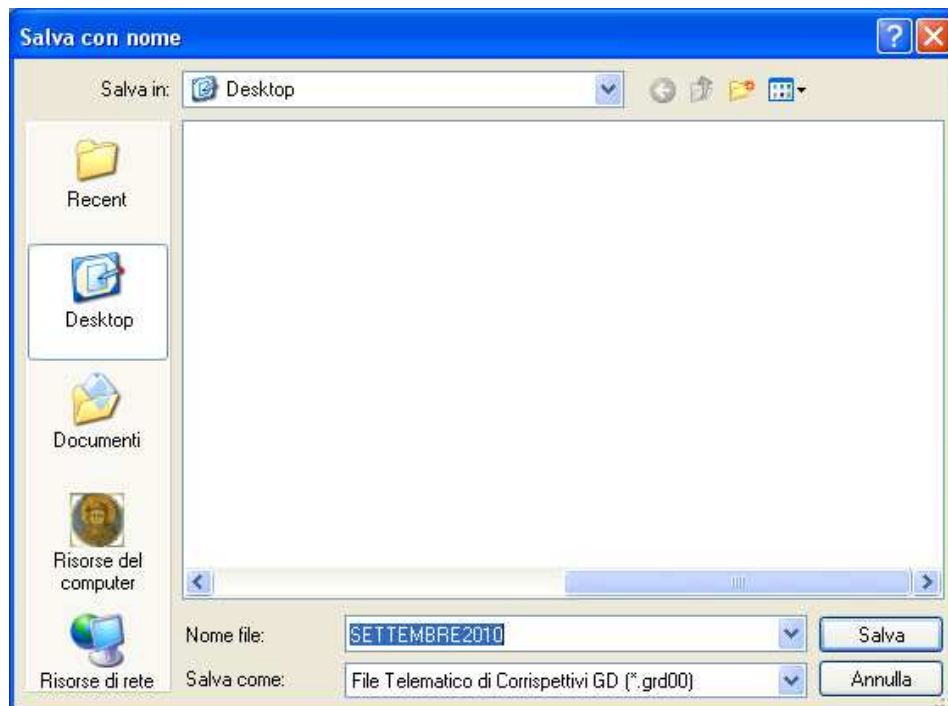 Salva con nome
Salva in: Desktop
Recent
Desktop
Documenti
Risorse del
computer
Risorse di rete
Nome file: SETTEMBRE2010 Salva
Salva come: File Telematico di Corrispettivi GD (*.grd00) Annulla